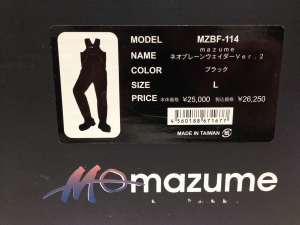 MODEL MZBF-114
mazume
NAME ネオプレーンウェイダーVer.2
COLOR ブラック
SIZE L
PRICE 本体価格 ¥25,000 税込価格 ¥26,250
4560188671677
MADE IN TAIWAN
mazume